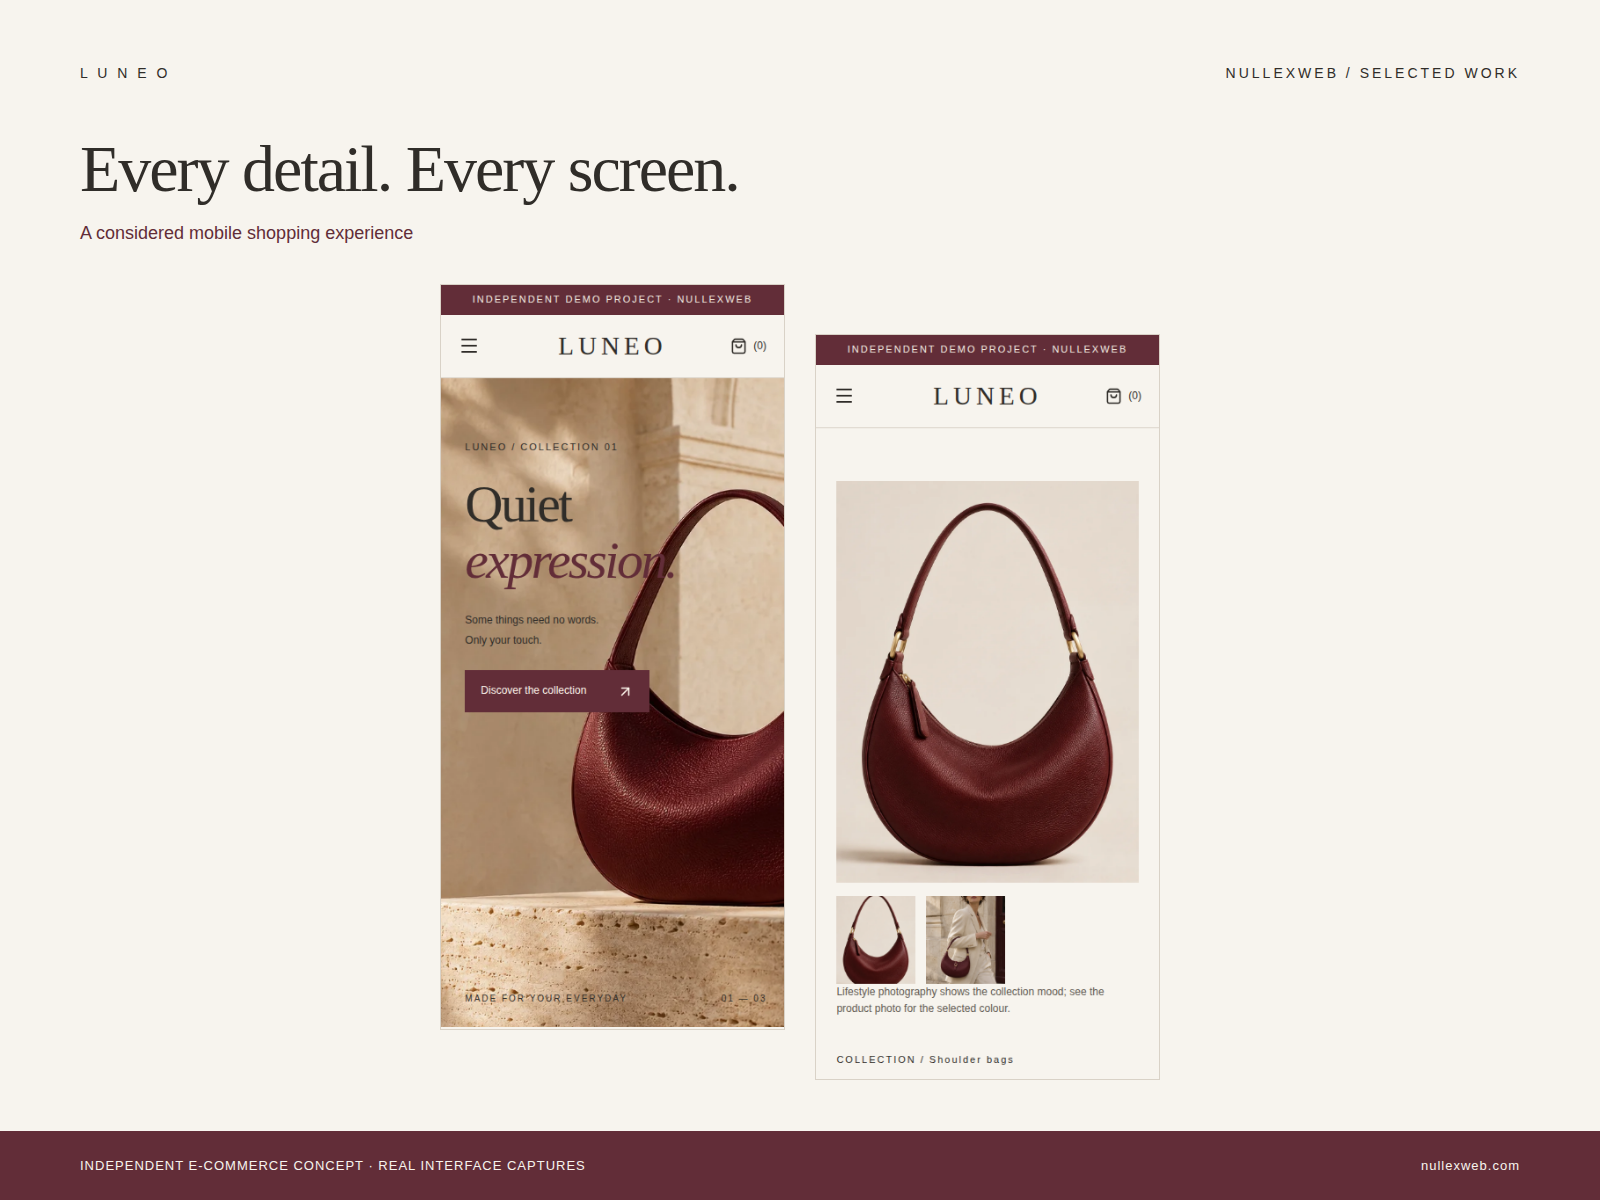 LUNEO
NULLEXWEB / SELECTED WORK
Every detail. Every screen.
A considered mobile shopping experience
INDEPENDENT DEMO PROJECT · NULLEXWEB
LUNEO
(0)
LUNEO / COLLECTION 01
Quiet
expression.
Some things need no words.
Only your touch.
Discover the collection
MADE FOR YOUR EVERYDAY
01 — 03
INDEPENDENT DEMO PROJECT · NULLEXWEB
LUNEO
(0)
Lifestyle photography shows the collection mood; see the
product photo for the selected colour.
COLLECTION / Shoulder bags
INDEPENDENT E-COMMERCE CONCEPT · REAL INTERFACE CAPTURES
nullexweb.com